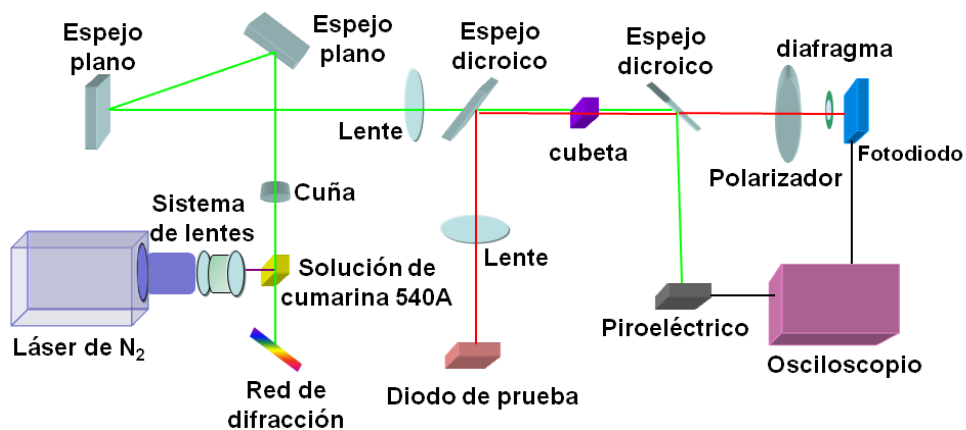 Espejo
plano
Espejo
plano
Espejo
dicroico
Espejo
dicroico
diafragma
Lente
cubeta
Polarizador
Fotodiodo
Cuña
Sistema
de lentes
Lente
Solución de
cumarina 540A
Láser de N₂
Piroeléctrico
Osciloscopio
Red de
difracción
Diodo de prueba